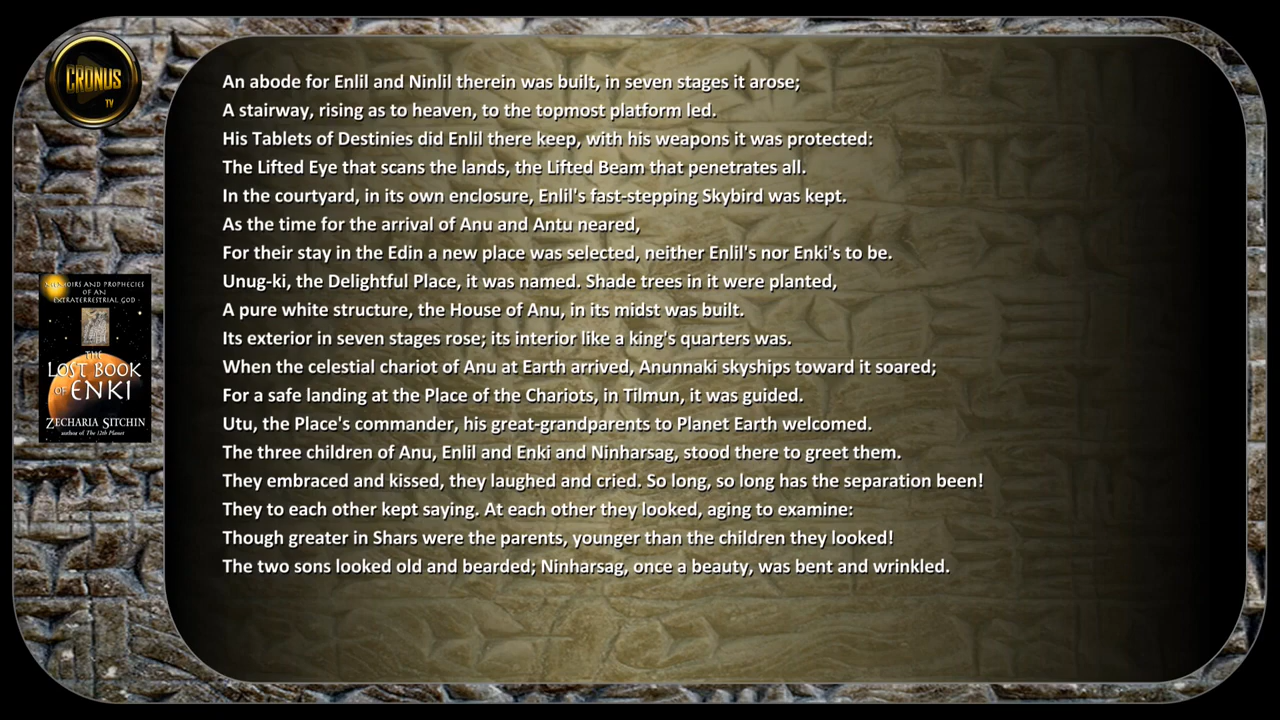 CRONUS
TV
An abode for Enlil and Ninlil therein was built, in seven stages it arose;
A stairway, rising as to heaven, to the topmost platform led.
His Tablets of Destinies did Enlil there keep, with his weapons it was protected:
The Lifted Eye that scans the lands, the Lifted Beam that penetrates all.
In the courtyard, in its own enclosure, Enlil's fast-stepping Skybird was kept.
As the time for the arrival of Anu and Antu neared,
For their stay in the Edin a new place was selected, neither Enlil's nor Enki's to be.
Unug-ki, the Delightful Place, it was named. Shade trees in it were planted,
A pure white structure, the House of Anu, in its midst was built.
Its exterior in seven stages rose; its interior like a king's quarters was.
When the celestial chariot of Anu at Earth arrived, Anunnaki skyships toward it soared;
For a safe landing at the Place of the Chariots, in Tilmun, it was guided.
Utu, the Place's commander, his great-grandparents to Planet Earth welcomed.
The three children of Anu, Enlil and Enki and Ninharsag, stood there to greet them.
They embraced and kissed, they laughed and cried. So long, so long has the separation been!
They to each other kept saying. At each other they looked, aging to examine:
Though greater in Shars were the parents, younger than the children they looked!
The two sons looked old and bearded; Ninharsag, once a beauty, was bent and wrinkled.
MEMOIRS AND PROPHECIES
OF AN
EXTRATERRESTRIAL GOD
THE
LOST BOOK
OF ENKI
ZECHARIA SITCHIN
author of The 12th Planet